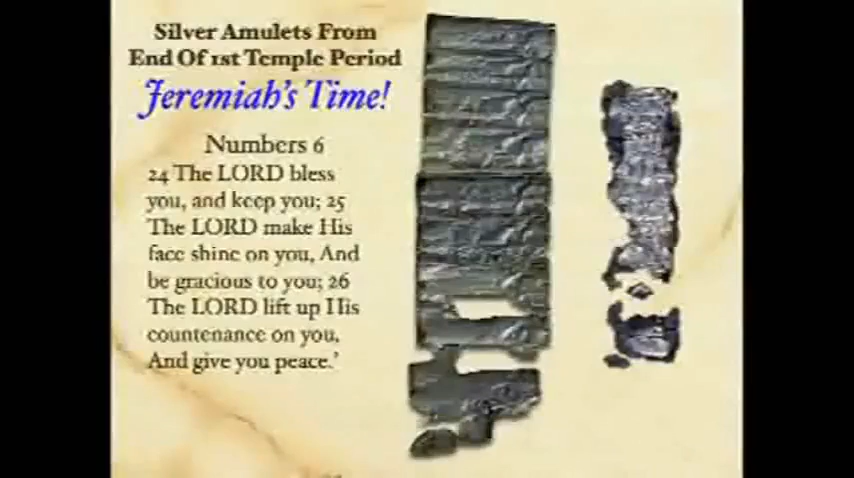 Silver Amulets From
End Of 1st Temple Period
Jeremiah's Time!
Numbers 6
24 The LORD bless
you, and keep you; 25
The LORD make His
face shine on you, And
be gracious to you; 26
The LORD lift up His
countenance on you,
And give you peace.'